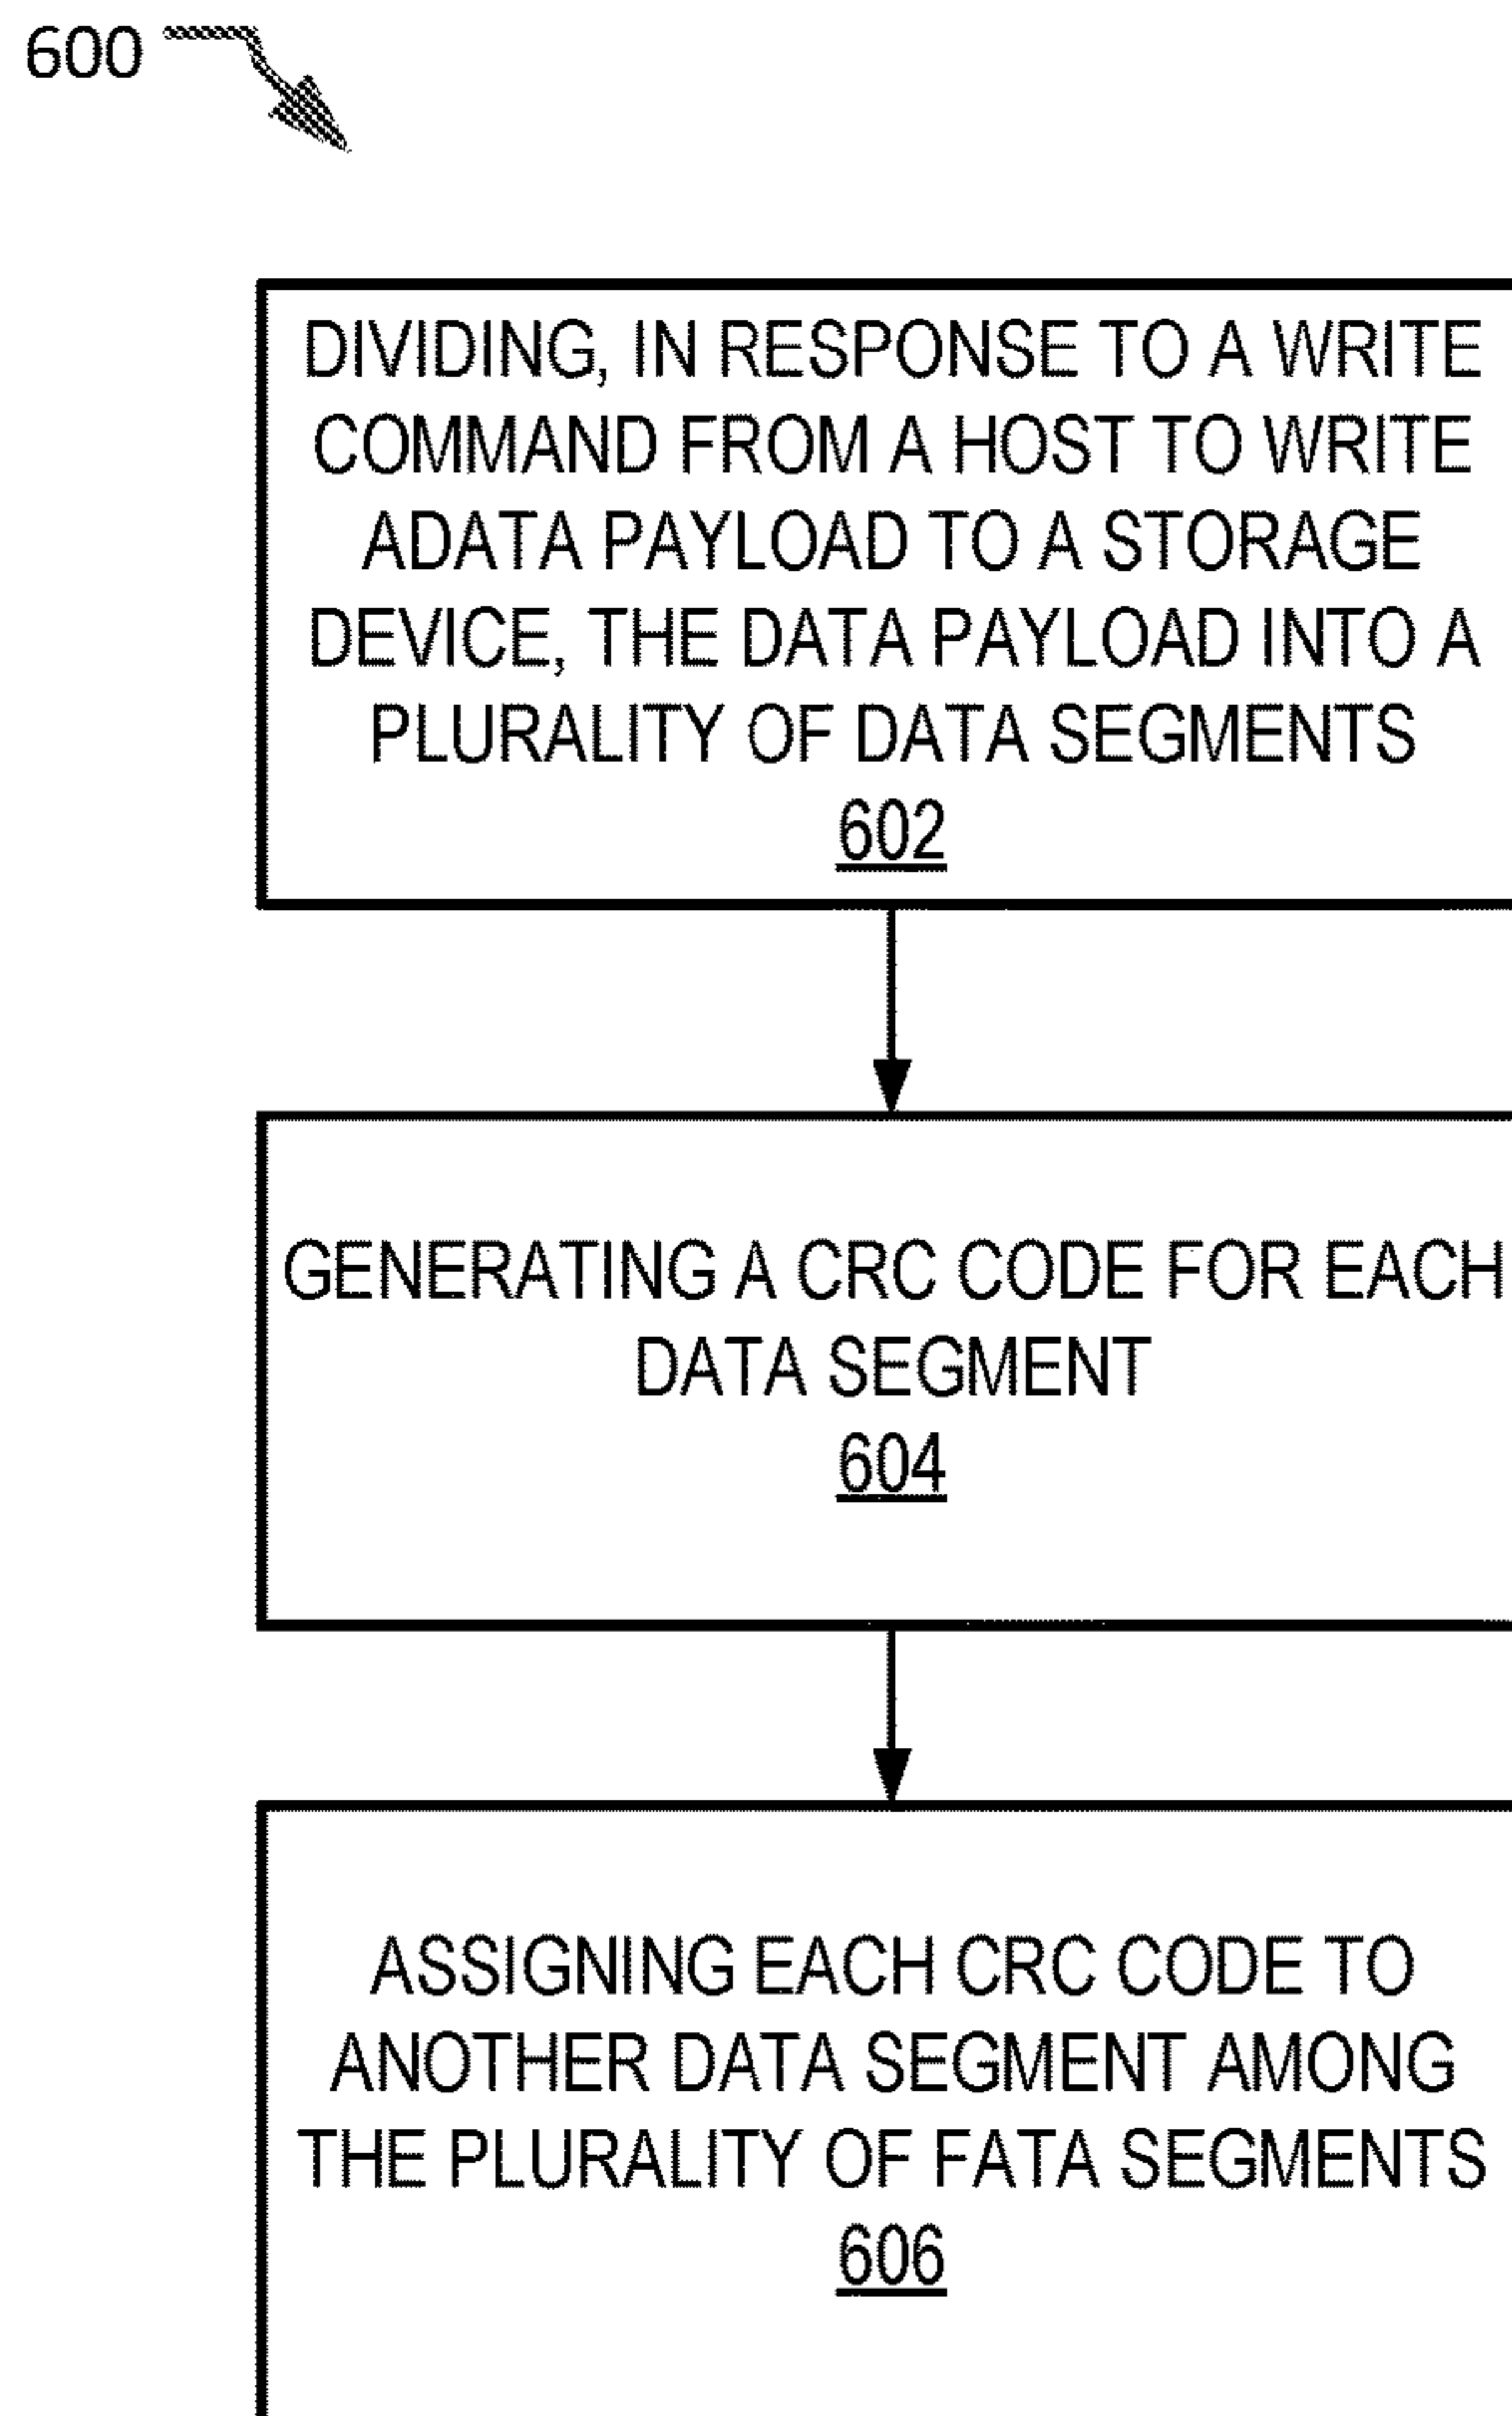 600
DIVIDING, IN RESPONSE TO A WRITE
COMMAND FROM A HOST TO WRITE
ADATA PAYLOAD TO A STORAGE
DEVICE, THE DATA PAYLOAD INTO A
PLURALITY OF DATA SEGMENTS
602
GENERATING A CRC CODE FOR EACH
DATA SEGMENT
604
ASSIGNING EACH CRC CODE TO
ANOTHER DATA SEGMENT AMONG
THE PLURALITY OF FATA SEGMENTS
606